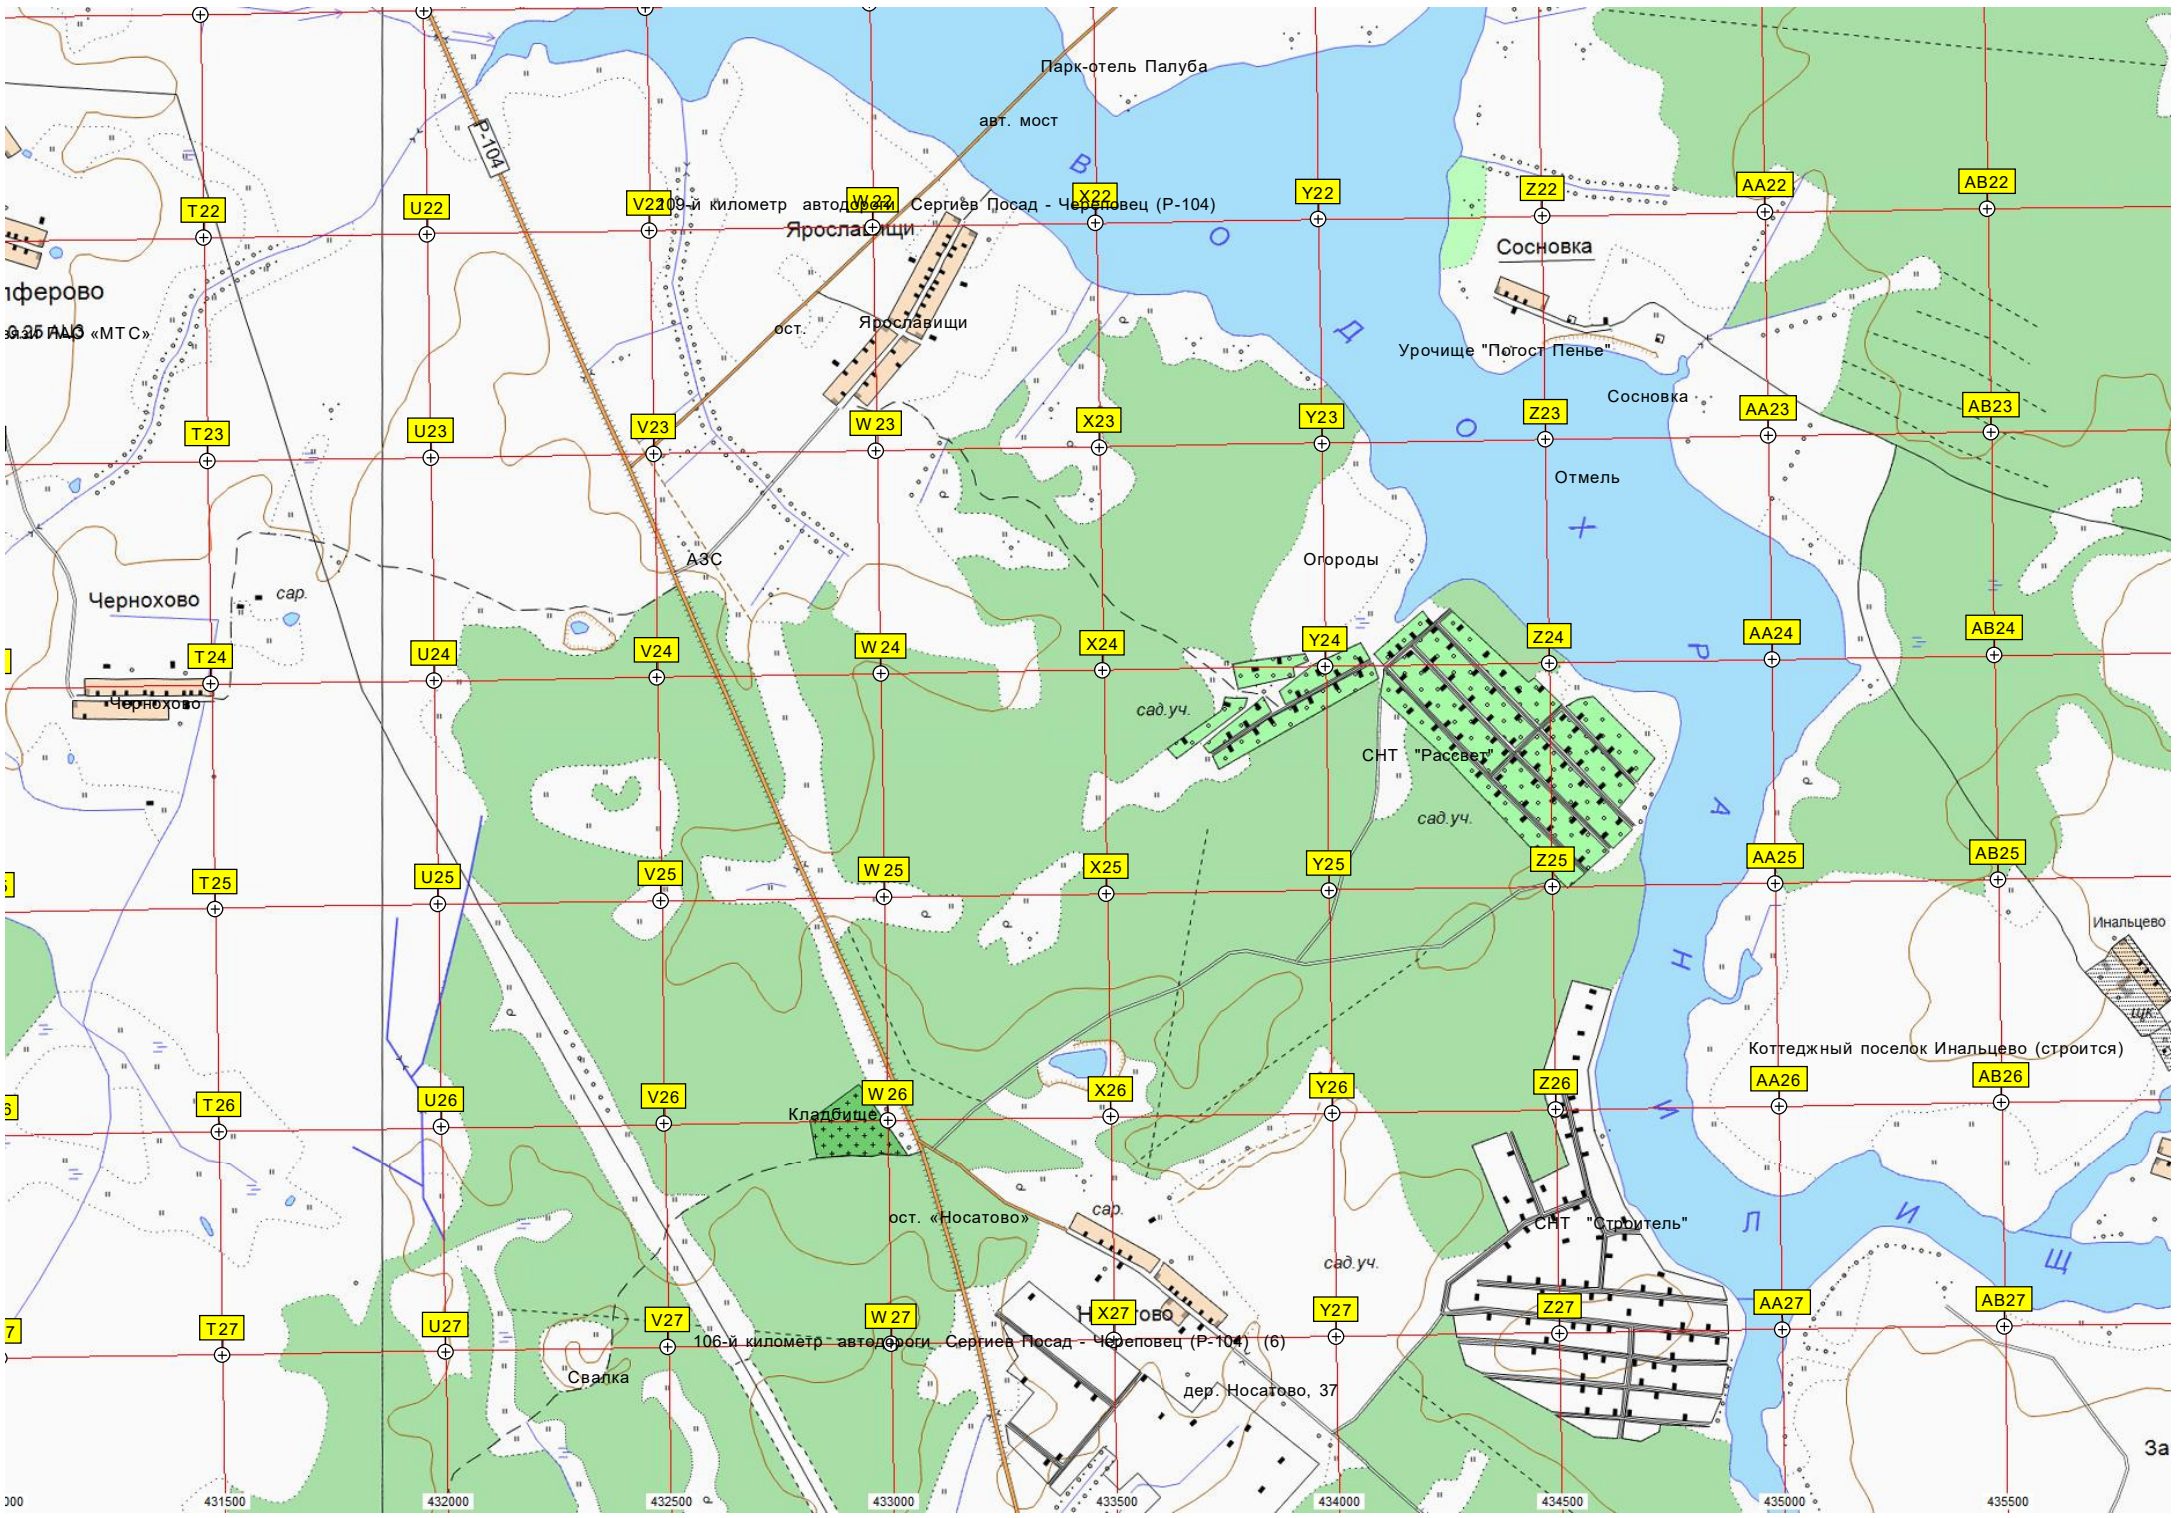 Парк-отель Палуба
авт. мост
Р-104
В
О
Д
О
Х
Р
А
Н
И
Л
И
Щ
T22
U22
W22
X22
Y22
Z22
AA22
AB22
109-й километр автодороги Сергиев Посад - Череповец (Р-104)
Ярославищи
Сосновка
ост.
Ярославищи
«МТС»
Урочище "Погост Пенье"
Сосновка
T23
U23
V23
W23
X23
Y23
Z23
AA23
AB23
Отмель
АЗС
Огороды
Чернохово
сар.
T24
U24
V24
W24
X24
Y24
Z24
AA24
AB24
Чернохово
сад.уч.
СНТ "Рассвет"
сад.уч.
T25
U25
V25
W25
X25
Y25
Z25
AA25
AB25
Инальцево
щк.
Коттеджный поселок Инальцево (строится)
T26
U26
V26
W26
X26
Y26
Z26
AA26
AB26
Кладбище
сар.
ост. «Носатово»
СНТ "Строитель"
сад.уч.
T27
U27
V27
W27
X27
Y27
Z27
AA27
AB27
106-й километр автодороги Сергиев Посад - Череповец (Р-104) (6)
Свалка
дер. Носатово, 37
За
000
431500
432000
432500
433000
433500
434000
434500
435000
435500